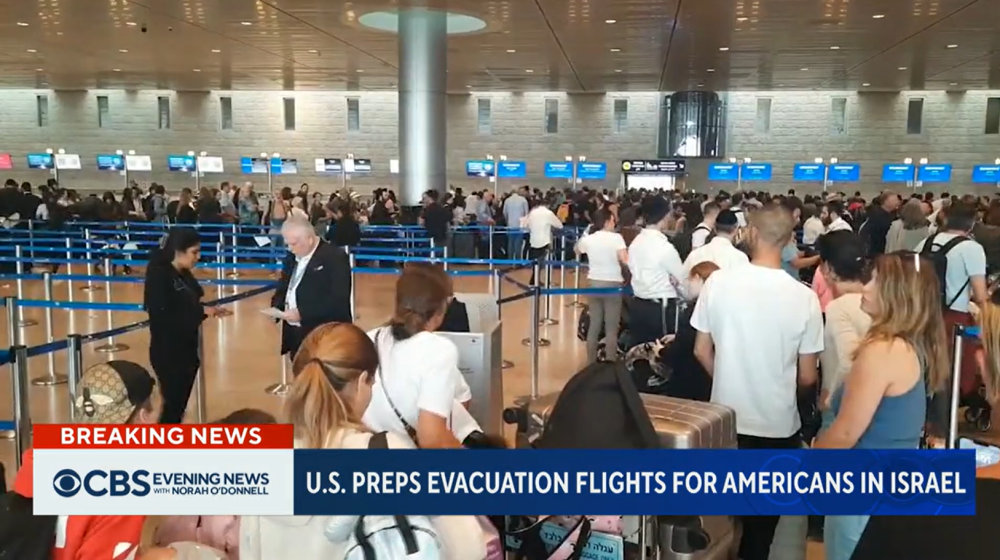 BREAKING NEWS
CBS EVENING NEWS
WITH NORAH O'DONNELL
U.S. PREPS EVACUATION FLIGHTS FOR AMERICANS IN ISRAEL